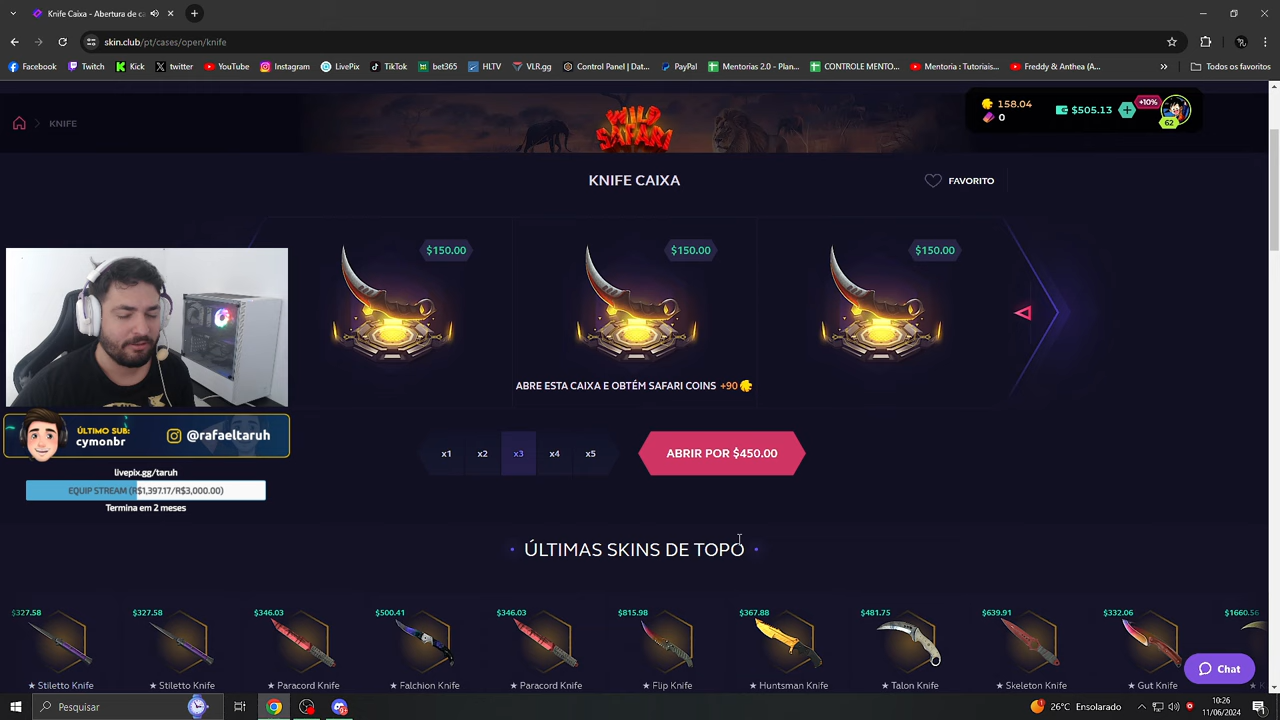 Knife Caixa - Abertura de ca
skin.club/pt/cases/open/knife
Facebook Twitch Kick twitter YouTube Instagram LivePix TikTok bet365 HLTV VLR.gg Control Panel | Dat... PayPal Mentorias 2.0 - Plan... CONTROLE MENTO... Mentoria : Tutoriais... Freddy & Anthea (A... » Todos os favoritos
158.04 $505.13 +10%
0 62
KNIFE
WILD
SAFARI
KNIFE CAIXA
FAVORITO
$150.00 $150.00 $150.00
ABRE ESTA CAIXA E OBTÉM SAFARI COINS +90
x1 x2 x3 x4 x5 ABRIR POR $450.00
ÚLTIMO SUB:
cymonbr
@rafaeltaruh
livepix.gg/taruh
EQUIP STREAM (R$1,397.17/R$3,000.00)
Termina em 2 meses
ÚLTIMAS SKINS DE TOPO
$327.58 $327.58 $346.03 $500.41 $346.03 $815.98 $367.88 $481.75 $639.91 $332.06 $1660.56
★ Stiletto Knife ★ Stiletto Knife ★ Paracord Knife ★ Falchion Knife ★ Paracord Knife ★ Flip Knife ★ Huntsman Knife ★ Talon Knife ★ Skeleton Knife ★ Gut Knife
Chat
Pesquisar
26°C Ensolarado
10:26
11/06/2024